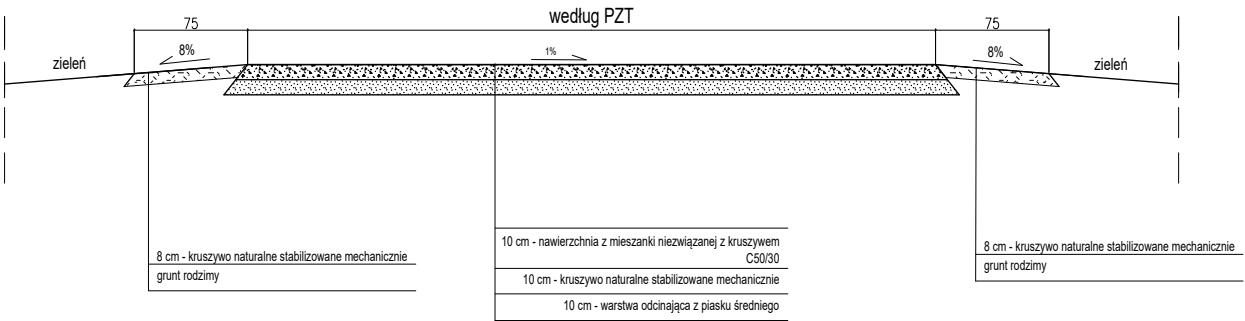 według PZT
75
75
zieleń
8%
1%
8%
zieleń
8 cm - kruszywo naturalne stabilizowane mechanicznie
grunt rodzimy
10 cm - nawierzchnia z mieszanki niezwiązanej z kruszywem
C50/30
10 cm - kruszywo naturalne stabilizowane mechanicznie
10 cm - warstwa odcinająca z piasku średniego
8 cm - kruszywo naturalne stabilizowane mechanicznie
grunt rodzimy